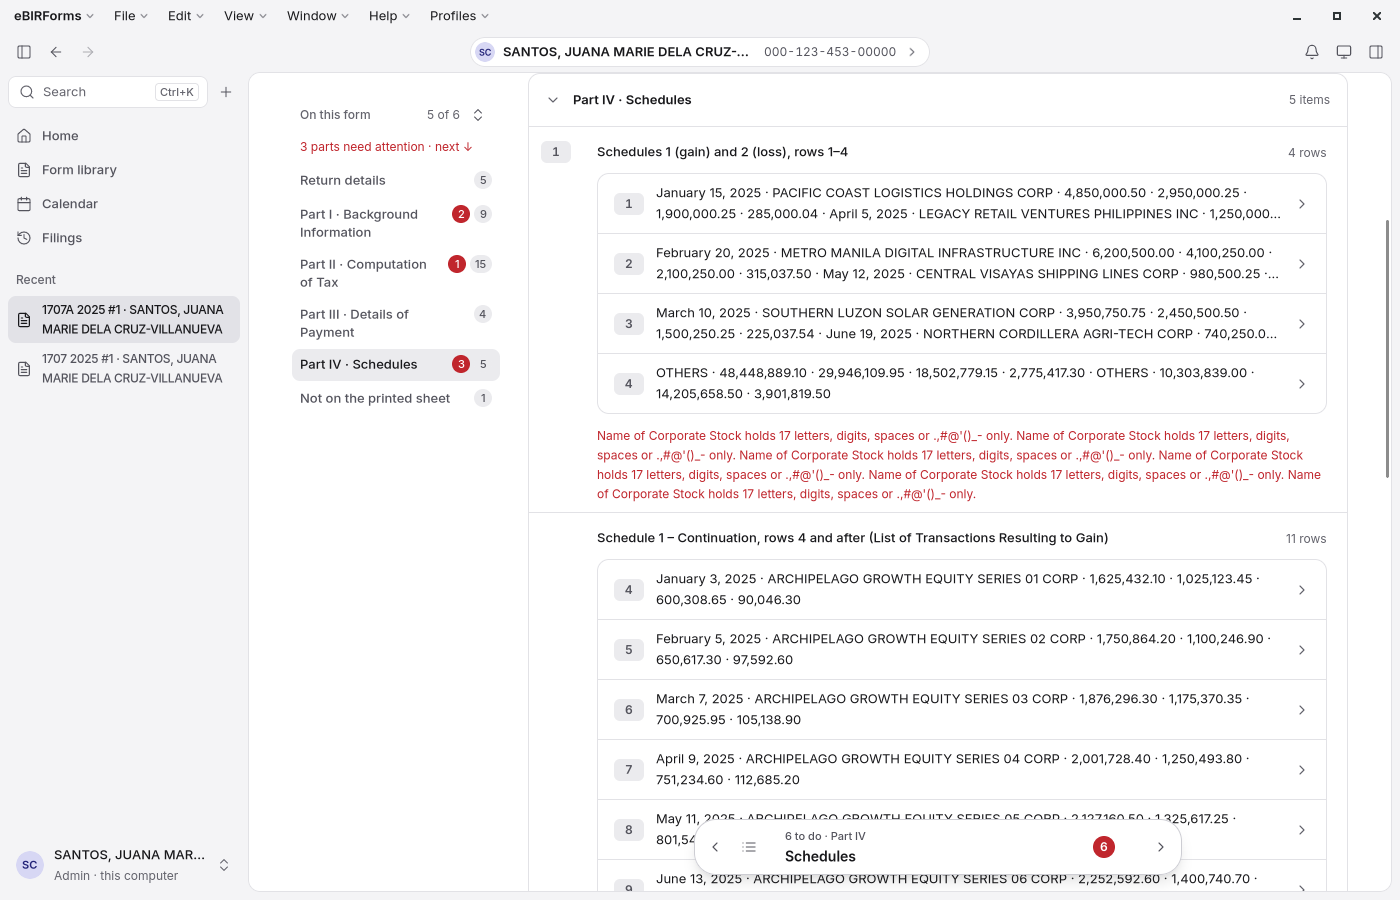 eBIRForms File Edit View Window Help Profiles
SC SANTOS, JUANA MARIE DELA CRUZ-... 000-123-453-00000
Search Ctrl+K
Home
Form library
Calendar
Filings
Recent
1707A 2025 #1 · SANTOS, JUANA
MARIE DELA CRUZ-VILLANUEVA
1707 2025 #1 · SANTOS, JUANA
MARIE DELA CRUZ-VILLANUEVA
SC SANTOS, JUANA MAR...
Admin · this computer
On this form 5 of 6
3 parts need attention · next ↓
Return details 5
Part I · Background 2 9
Information
Part II · Computation 1 15
of Tax
Part III · Details of 4
Payment
Part IV · Schedules 3 5
Not on the printed sheet 1
Part IV · Schedules 5 items
1 Schedules 1 (gain) and 2 (loss), rows 1–4 4 rows
1 January 15, 2025 · PACIFIC COAST LOGISTICS HOLDINGS CORP · 4,850,000.50 · 2,950,000.25 ·
1,900,000.25 · 285,000.04 · April 5, 2025 · LEGACY RETAIL VENTURES PHILIPPINES INC · 1,250,000...
2 February 20, 2025 · METRO MANILA DIGITAL INFRASTRUCTURE INC · 6,200,500.00 · 4,100,250.00 ·
2,100,250.00 · 315,037.50 · May 12, 2025 · CENTRAL VISAYAS SHIPPING LINES CORP · 980,500.25 ·...
3 March 10, 2025 · SOUTHERN LUZON SOLAR GENERATION CORP · 3,950,750.75 · 2,450,500.50 ·
1,500,250.25 · 225,037.54 · June 19, 2025 · NORTHERN CORDILLERA AGRI-TECH CORP · 740,250.0...
4 OTHERS · 48,448,889.10 · 29,946,109.95 · 18,502,779.15 · 2,775,417.30 · OTHERS · 10,303,839.00 ·
14,205,658.50 · 3,901,819.50
Name of Corporate Stock holds 17 letters, digits, spaces or .,#@'()_- only. Name of Corporate Stock holds 17 letters, digits,
spaces or .,#@'()_- only. Name of Corporate Stock holds 17 letters, digits, spaces or .,#@'()_- only. Name of Corporate Stock
holds 17 letters, digits, spaces or .,#@'()_- only. Name of Corporate Stock holds 17 letters, digits, spaces or .,#@'()_- only. Name
of Corporate Stock holds 17 letters, digits, spaces or .,#@'()_- only.
Schedule 1 – Continuation, rows 4 and after (List of Transactions Resulting to Gain) 11 rows
4 January 3, 2025 · ARCHIPELAGO GROWTH EQUITY SERIES 01 CORP · 1,625,432.10 · 1,025,123.45 ·
600,308.65 · 90,046.30
5 February 5, 2025 · ARCHIPELAGO GROWTH EQUITY SERIES 02 CORP · 1,750,864.20 · 1,100,246.90 ·
650,617.30 · 97,592.60
6 March 7, 2025 · ARCHIPELAGO GROWTH EQUITY SERIES 03 CORP · 1,876,296.30 · 1,175,370.35 ·
700,925.95 · 105,138.90
7 April 9, 2025 · ARCHIPELAGO GROWTH EQUITY SERIES 04 CORP · 2,001,728.40 · 1,250,493.80 ·
751,234.60 · 112,685.20
8 May 11, 2025 · ARCHIPELAGO GROWTH EQUITY SERIES 05 CORP · 1,325,617.25 ·
801,54
June 13, 2025 · ARCHIPELAGO GROWTH EQUITY SERIES 06 CORP · 2,252,592.60 · 1,400,740.70 ·
6 to do · Part IV
Schedules 6